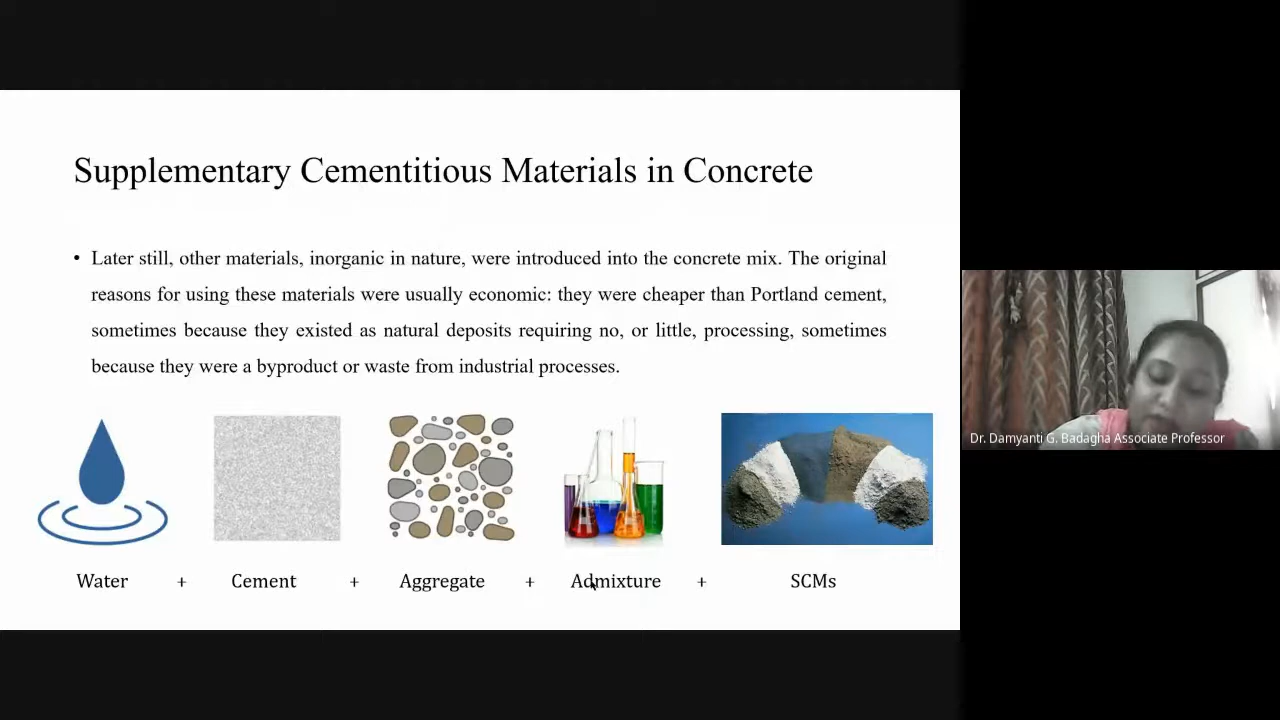 Supplementary Cementitious Materials in Concrete
• Later still, other materials, inorganic in nature, were introduced into the concrete mix. The original
reasons for using these materials were usually economic: they were cheaper than Portland cement,
sometimes because they existed as natural deposits requiring no, or little, processing, sometimes
because they were a byproduct or waste from industrial processes.
Water + Cement + Aggregate + Admixture + SCMs
Dr. Damyanti G. Badagha Associate Professor